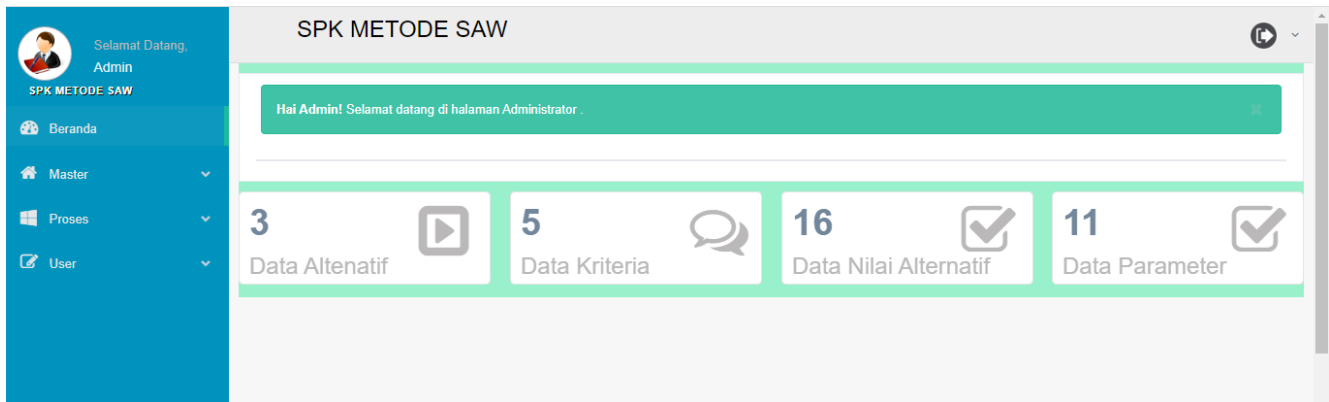 SPK METODE SAW
Selamat Datang,
Admin
SPK METODE SAW
Hai Admin! Selamat datang di halaman Administrator .
Beranda
Master
Proses
User
3
Data Altenatif
5
Data Kriteria
16
Data Nilai Alternatif
11
Data Parameter